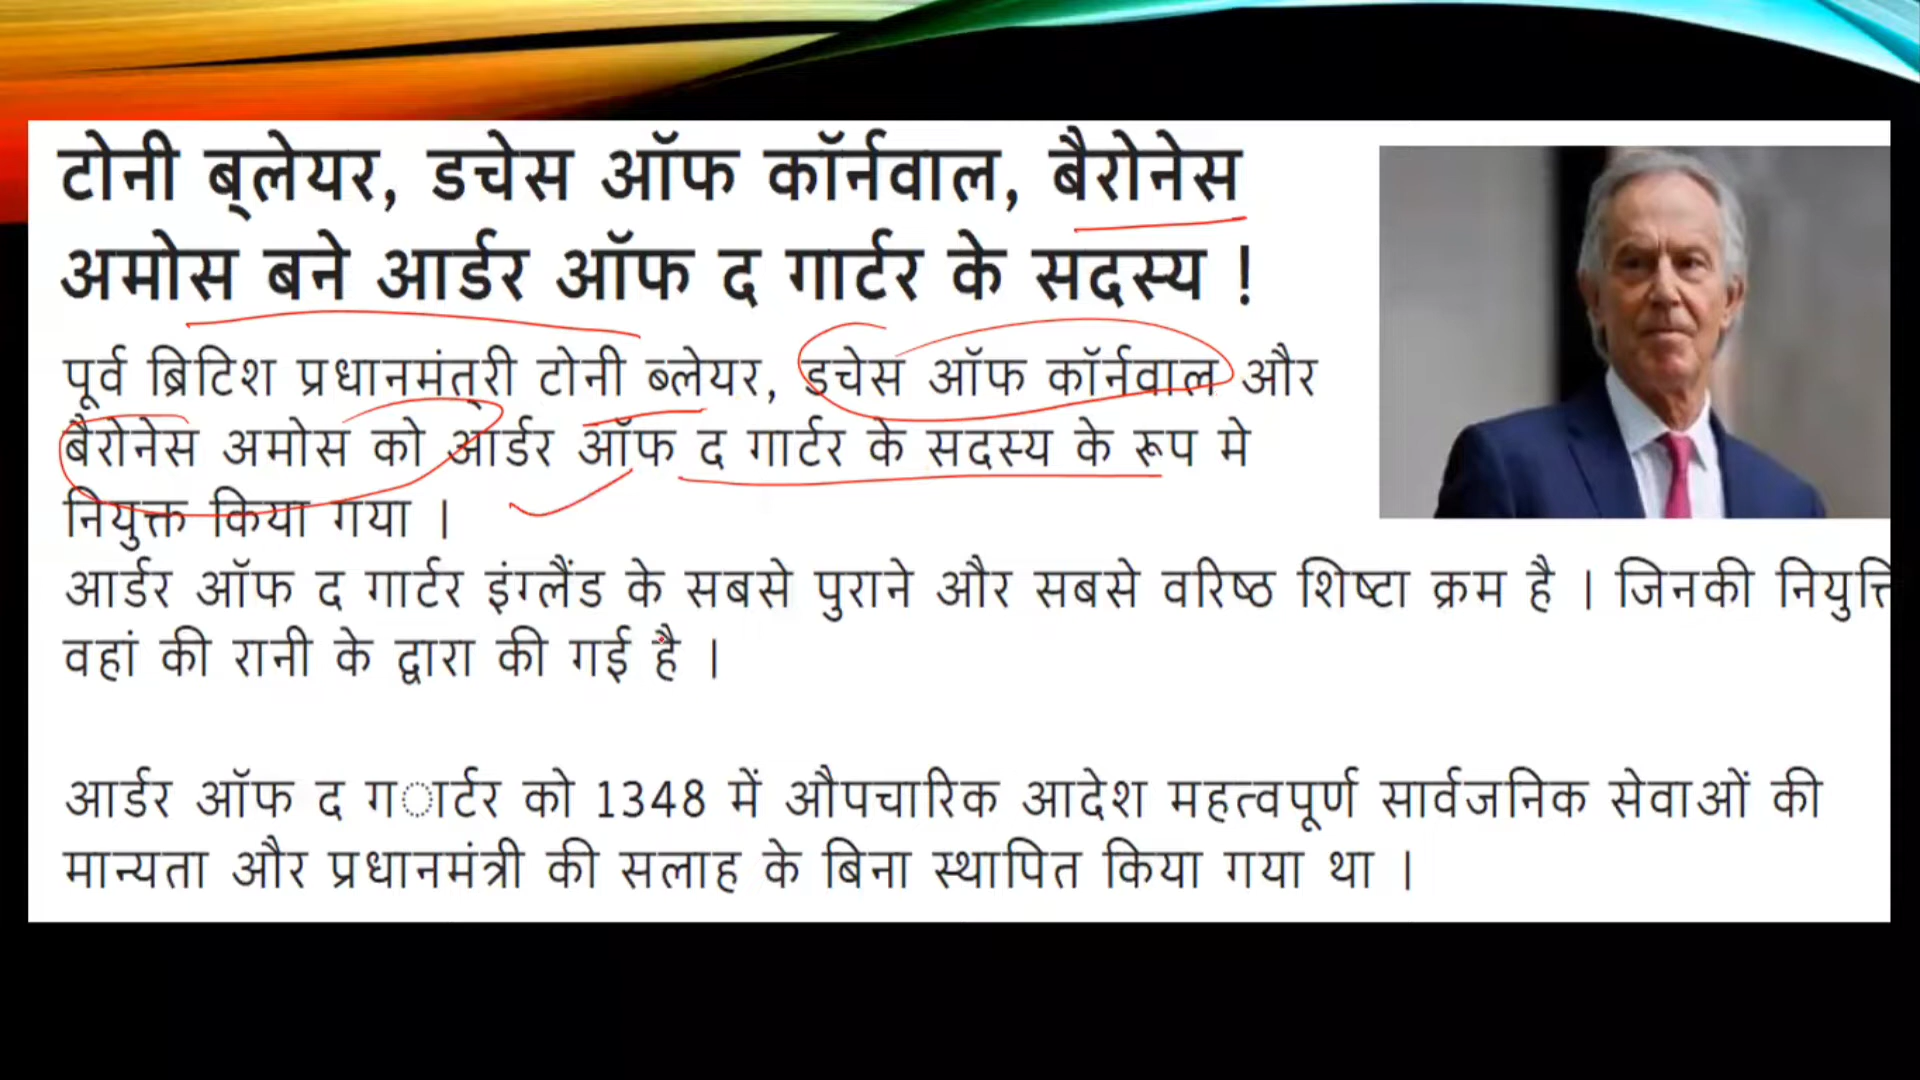 टोनी ब्लेयर, डचेस ऑफ कॉर्नवाल, बैरोनेस
अमोस बने आर्डर ऑफ द गार्टर के सदस्य !
पूर्व ब्रिटिश प्रधानमंत्री टोनी ब्लेयर, डचेस ऑफ कॉर्नवाल और
बैरोनेस अमोस को आर्डर ऑफ द गार्टर के सदस्य के रूप मे
नियुक्त किया गया ।
आर्डर ऑफ द गार्टर इंग्लैंड के सबसे पुराने और सबसे वरिष्ठ शिष्टा क्रम है । जिनकी
वहां की रानी के द्वारा की गई है ।
आर्डर ऑफ द ग ार्टर को 1348 में औपचारिक आदेश महत्वपूर्ण सार्वजनिक सेवाओं की
मान्यता और प्रधानमंत्री की सलाह के बिना स्थापित किया गया था ।